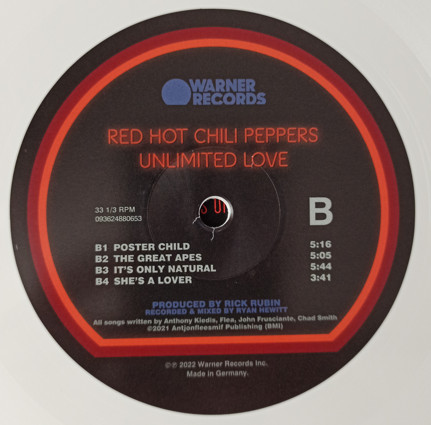 WARNER
RECORDS
RED HOT CHILI PEPPERS
UNLIMITED LOVE
33 1/3 RPM
093624880653
B
B1 POSTER CHILD 5:16
B2 THE GREAT APES 5:05
B3 IT'S ONLY NATURAL 5:44
B4 SHE'S A LOVER 3:41
PRODUCED BY RICK RUBIN
RECORDED & MIXED BY RYAN HEWITT
All songs written by Anthony Kiedis, Flea, John Frusciante, Chad Smith
©2021 Antjonfleesmif Publishing (BMI)
℗© 2022 Warner Records Inc.
Made in Germany.